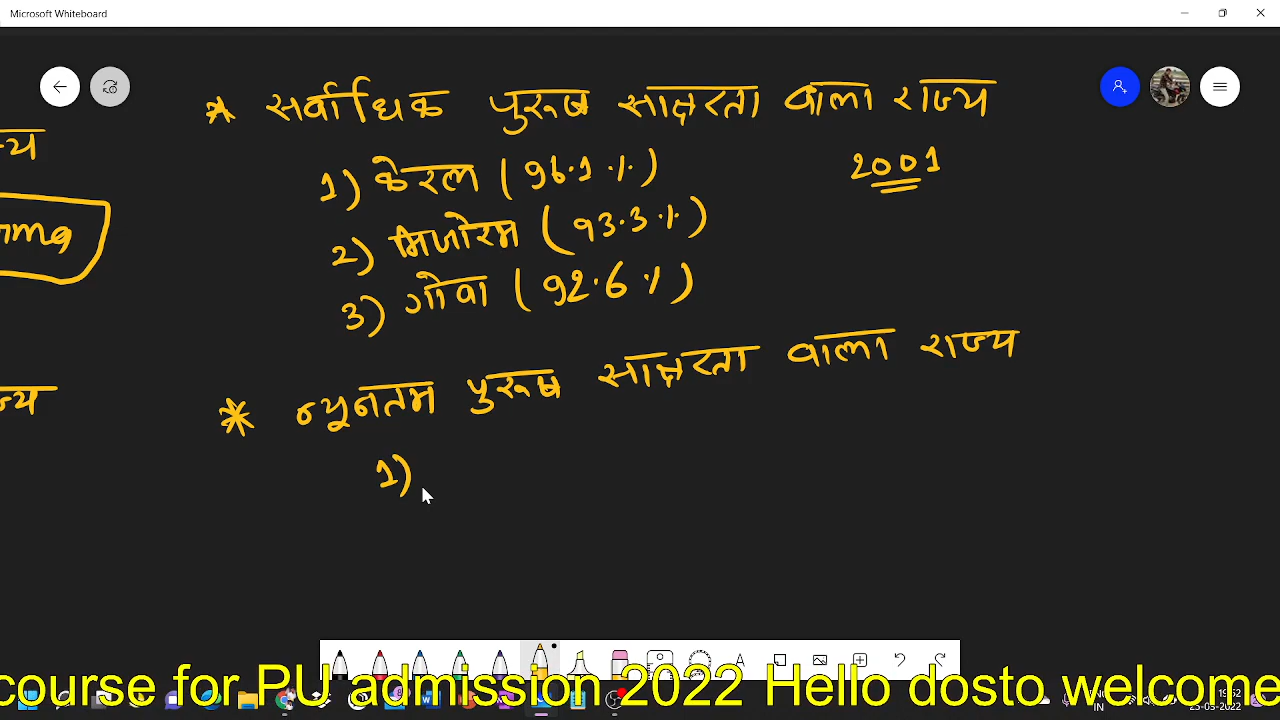 Microsoft Whiteboard
* सर्वाधिक पुरूष साक्षरता वाला राज्य
2001
1) केरल (96.1%)
2) मिजोरम (93.3%)
3) गोवा (92.6%)
* न्यूनतम पुरूष साक्षरता वाला राज्य
1)
course for PU admission 2022 Hello dosto welcome